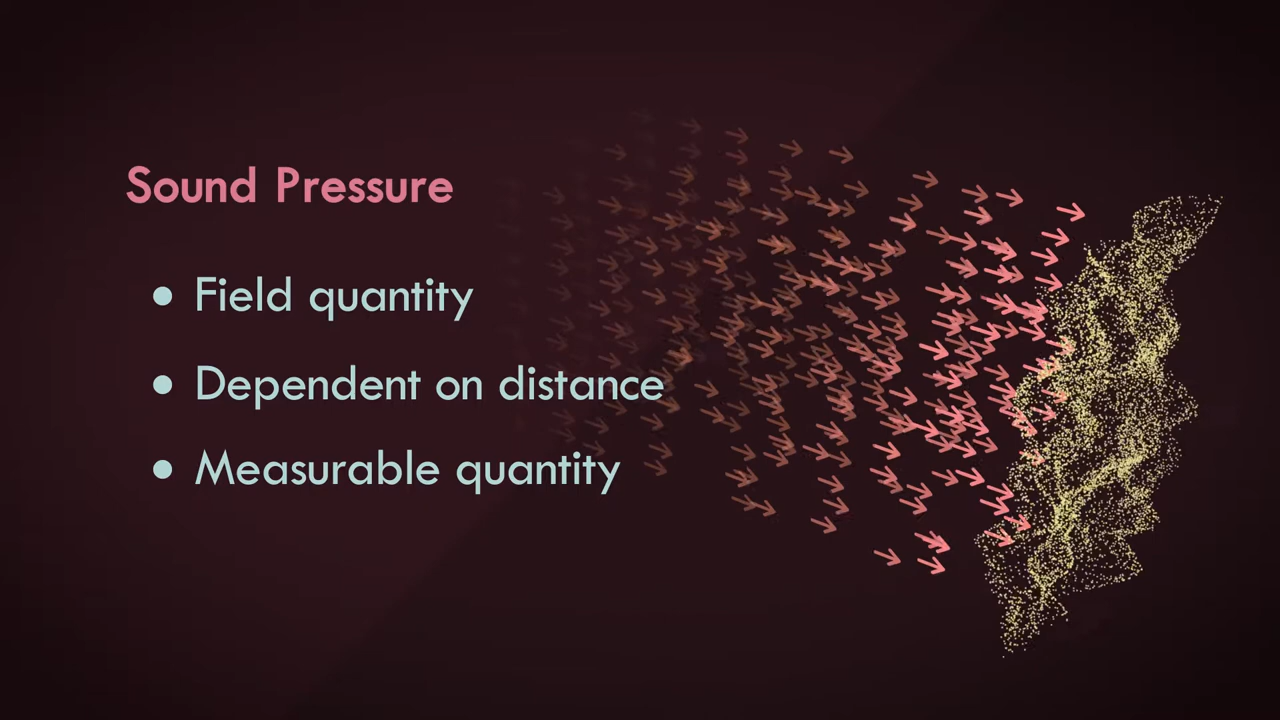 Sound Pressure
• Field quantity
• Dependent on distance
• Measurable quantity